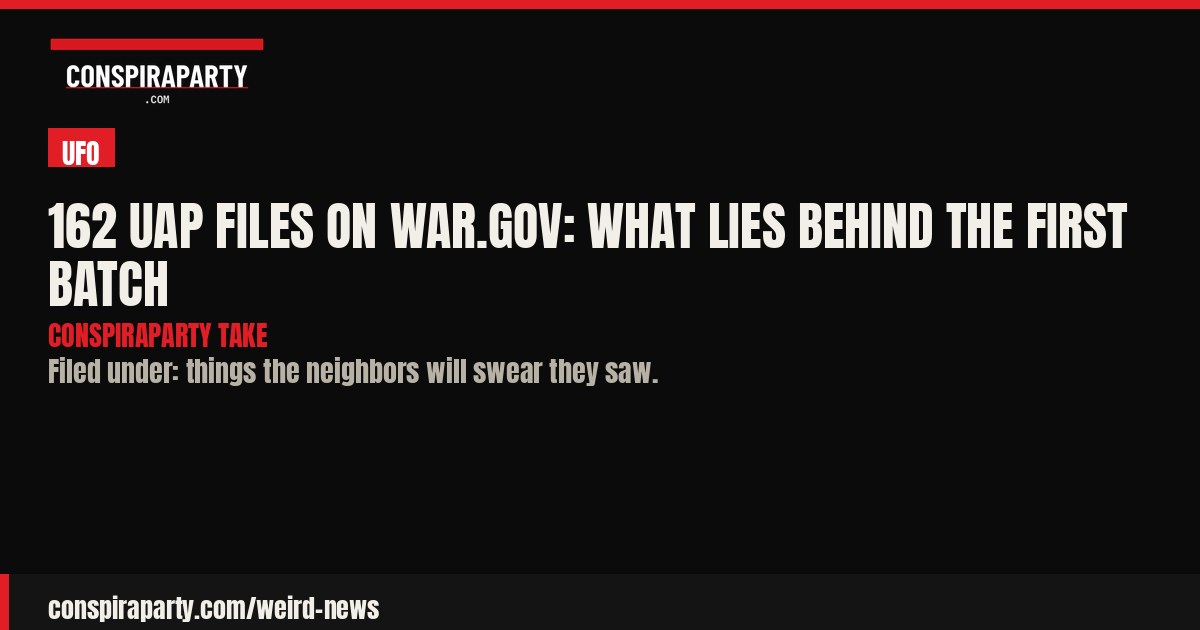 CONSPIRAPARTY
.COM
UFO
162 UAP FILES ON WAR.GOV: WHAT LIES BEHIND THE FIRST
BATCH
CONSPIRAPARTY TAKE
Filed under: things the neighbors will swear they saw.
conspiraparty.com/weird-news